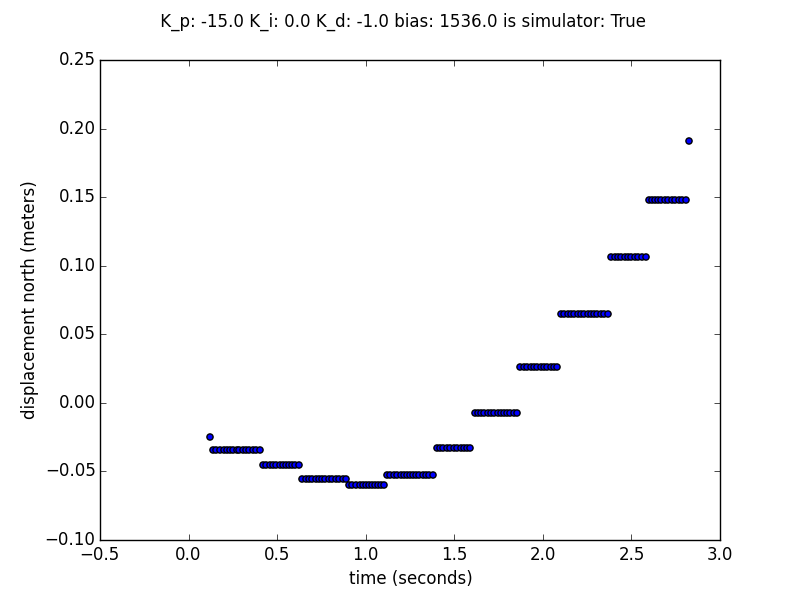 K_p: -15.0 K_i: 0.0 K_d: -1.0 bias: 1536.0 is simulator: True
0.25
0.20
0.15
0.10
0.05
0.00
−0.05
−0.10
displacement north (meters)
−0.5 0.0 0.5 1.0 1.5 2.0 2.5 3.0
time (seconds)